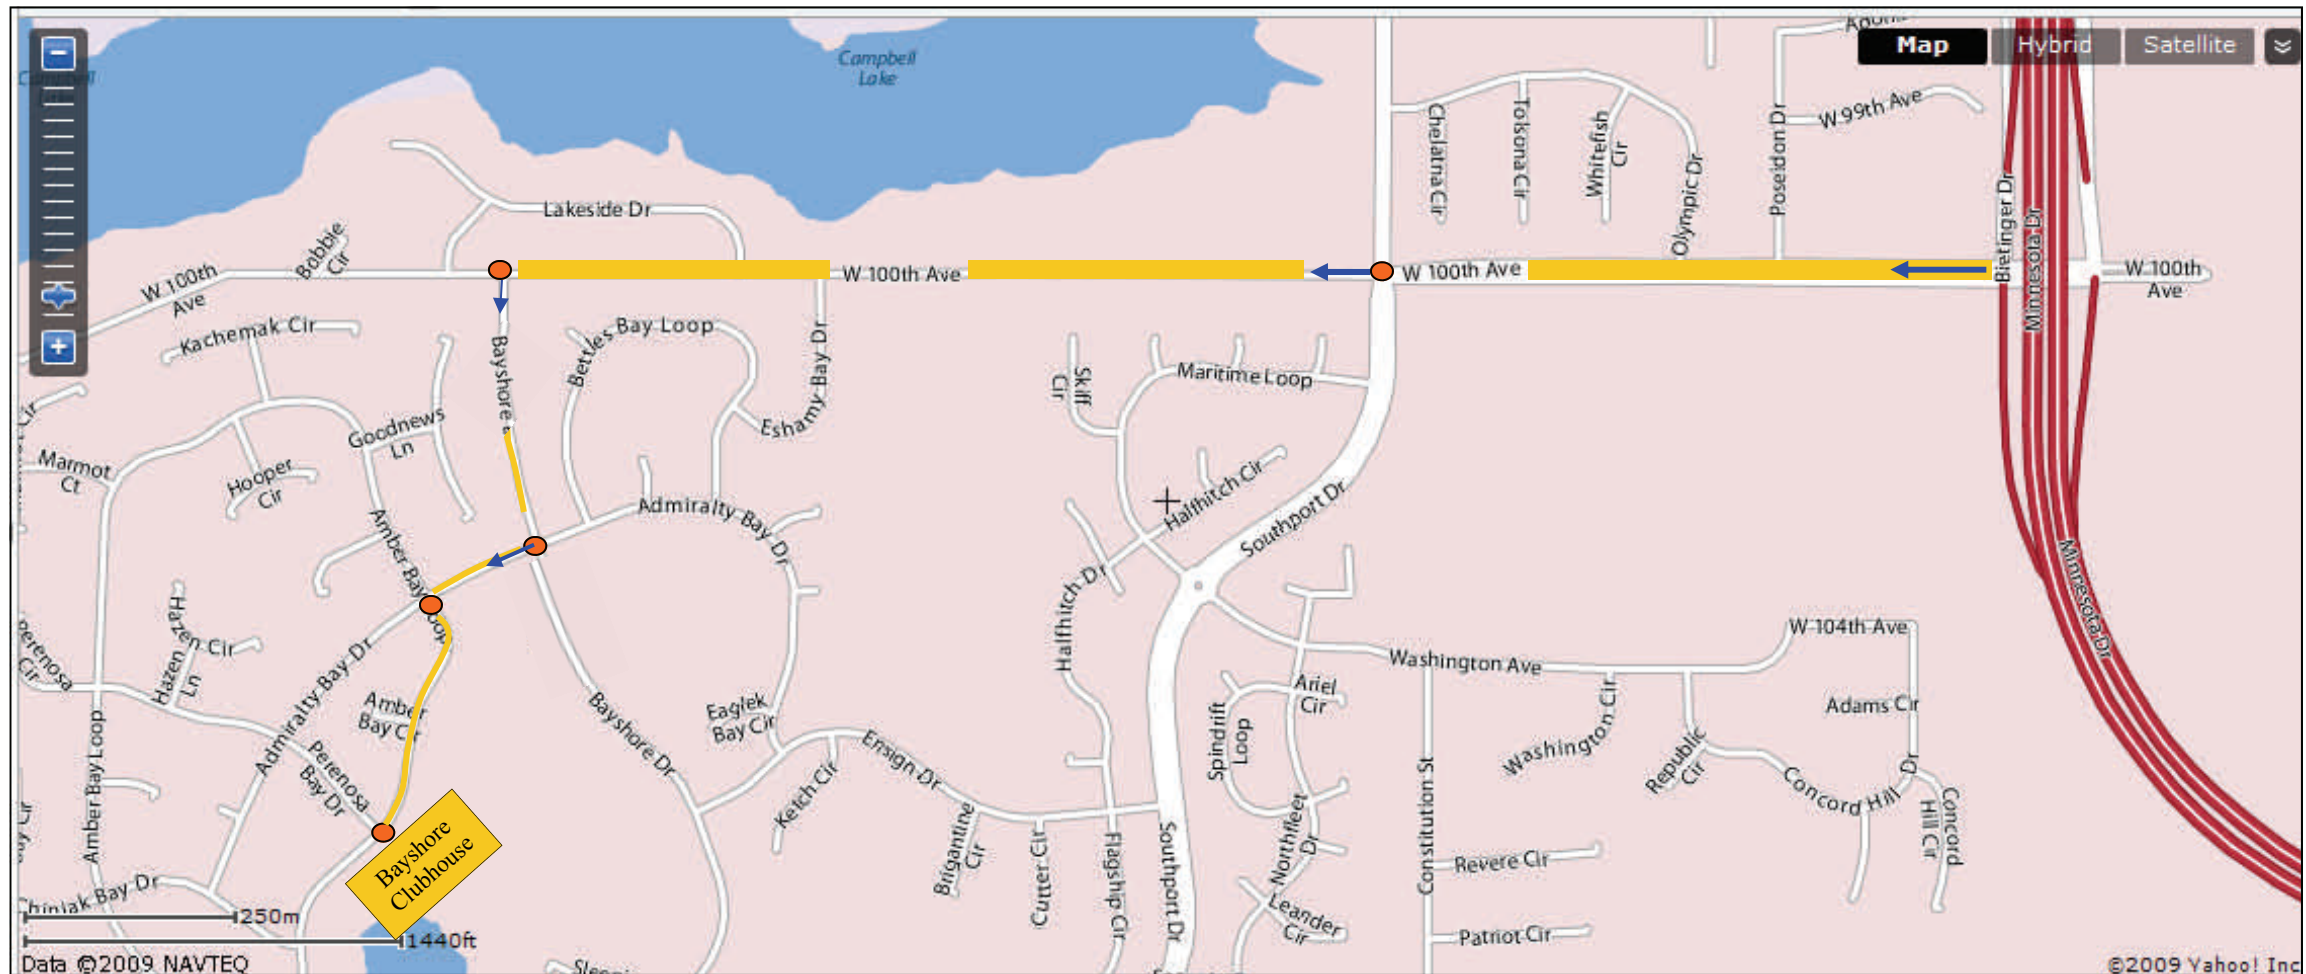 Map
Hybrid
Satellite
Campbell
Lake
Campbell
Lake
W 99th Ave
Chelatna Cir
Tolsona Cir
Whitefish
Cir
Olympic Dr
Poseidon Dr
Minnesota Dr
Lakeside Dr
Bobbie
Cir
W 100th
Ave
W 100th Ave
W 100th Ave
W 100th
Ave
Kachemak Cir
Bayshore
Bettles Bay Loop
Eshamy Bay Dr
Skiff
Cir
Maritime Loop
Goodnews
Ln
Marmot
Ct
Hooper
Cir
Admiralty Bay Dr
Halfhitch Cir
Southport Dr
Amber Bay Loop
Halfhitch Dr
Minnesota Dr
Hazen Cir
Hazen
Ln
Perenosa
Cir
Admiralty Bay Dr
Amber
Bay Cir
Bayshore Dr
Eaglek
Bay Cir
W 104th Ave
Washington Ave
Ariel
Cir
Spindrift
Loop
Washington Cir
Adams Cir
Republic
Cir
Amber Bay Loop
Perenosa
Bay Dr
Ensign Dr
Ketch Cir
Concord Hill Dr
Concord
Hill Cir
Bayshore
Clubhouse
Brigantine
Cir
Cutter Cir
Flagship Cir
Southport Dr
Northfleet
Dr
Constitution St
Revere Cir
Leander
Cir
Patriot Cir
Chiniak Bay Dr
250m
1440ft
Data ©2009 NAVTEQ
©2009 Yahoo! Inc